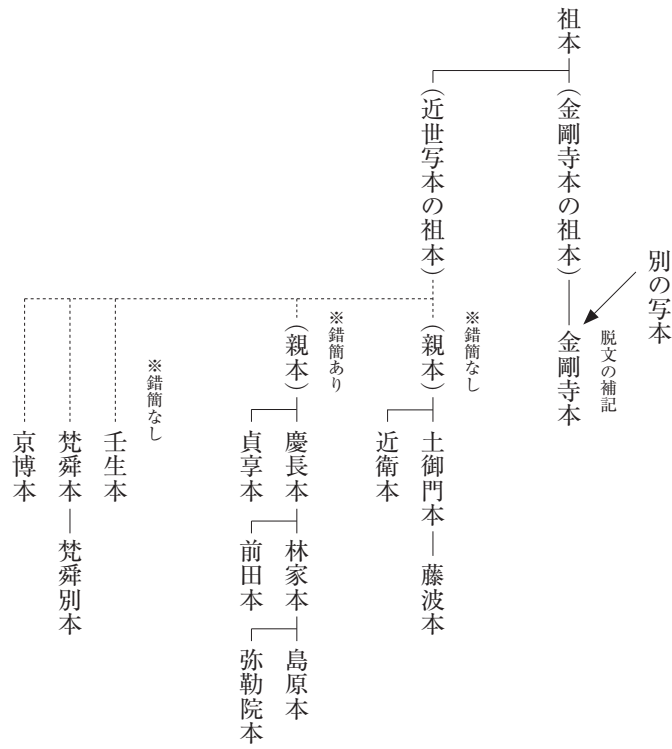 祖本
（金剛寺本の祖本）
金剛寺本
別の写本
脱文の補記
（近世写本の祖本）
※錯簡なし
（親本）
土御門本
藤波本
近衛本
※錯簡あり
（親本）
慶長本
林家本
島原本
貞享本
前田本
弥勒院本
※錯簡なし
壬生本
梵舜本
梵舜別本
京博本